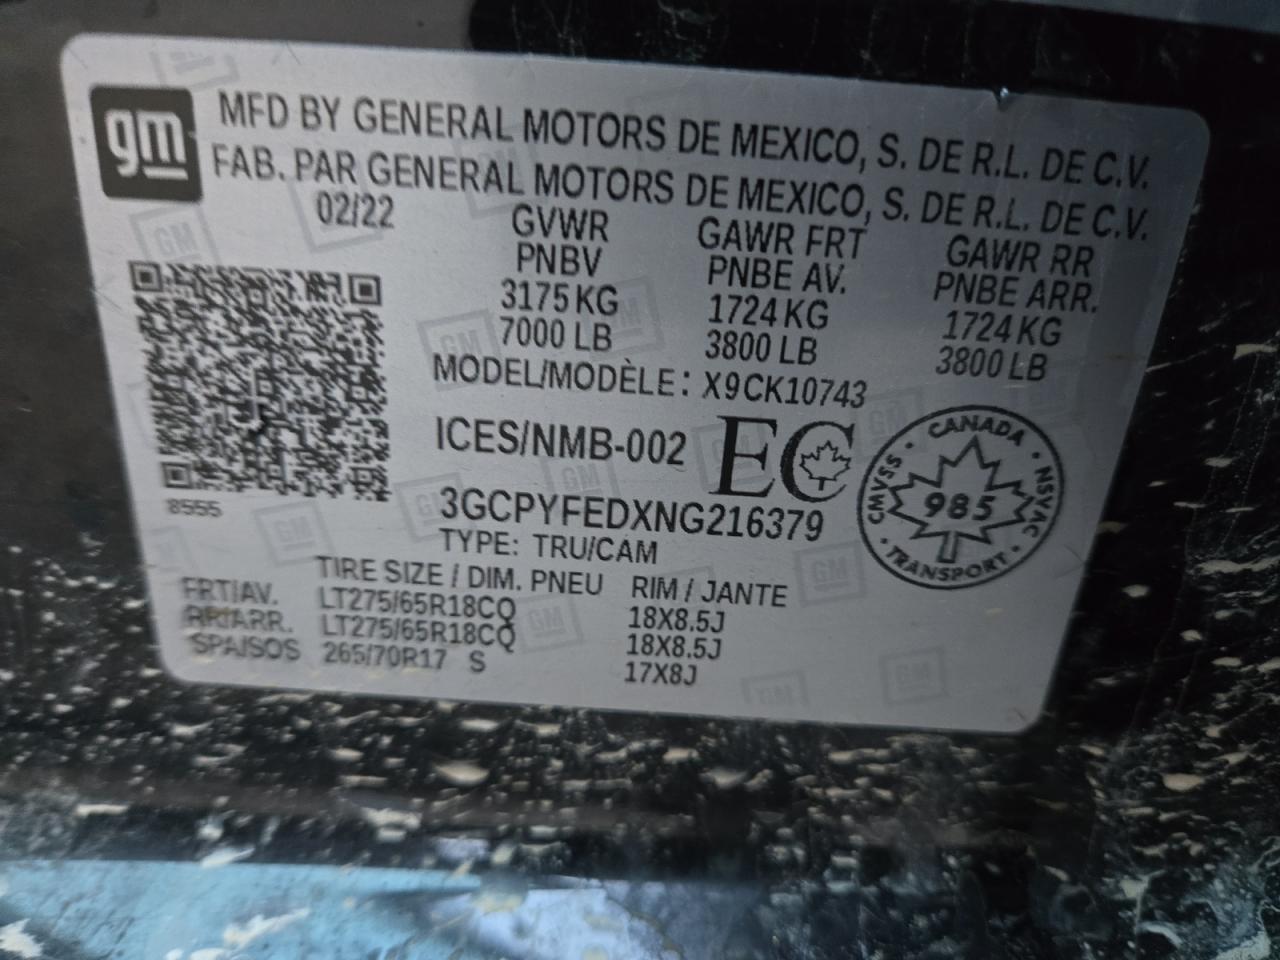 gm
MFD BY GENERAL MOTORS DE MEXICO, S. DE R.L. DE C.V.
FAB. PAR GENERAL MOTORS DE MEXICO, S. DE R.L. DE C.V.
02/22 GVWR GAWR FRT GAWR RR
PNBV PNBE AV. PNBE ARR.
3175 KG 1724 KG 1724 KG
7000 LB 3800 LB 3800 LB
MODEL/MODÈLE: X9CK10743
ICES/NMB-002 EC
CANADA
CMVSS 985 NSVAC
TRANSPORT
8555
3GCPYFEDXNG216379
TYPE: TRU/CAM
TIRE SIZE / DIM. PNEU RIM / JANTE
FRT/AV. LT275/65R18CQ 18X8.5J
RR/ARR. LT275/65R18CQ 18X8.5J
SPA/SOS 265/70R17 S 17X8J